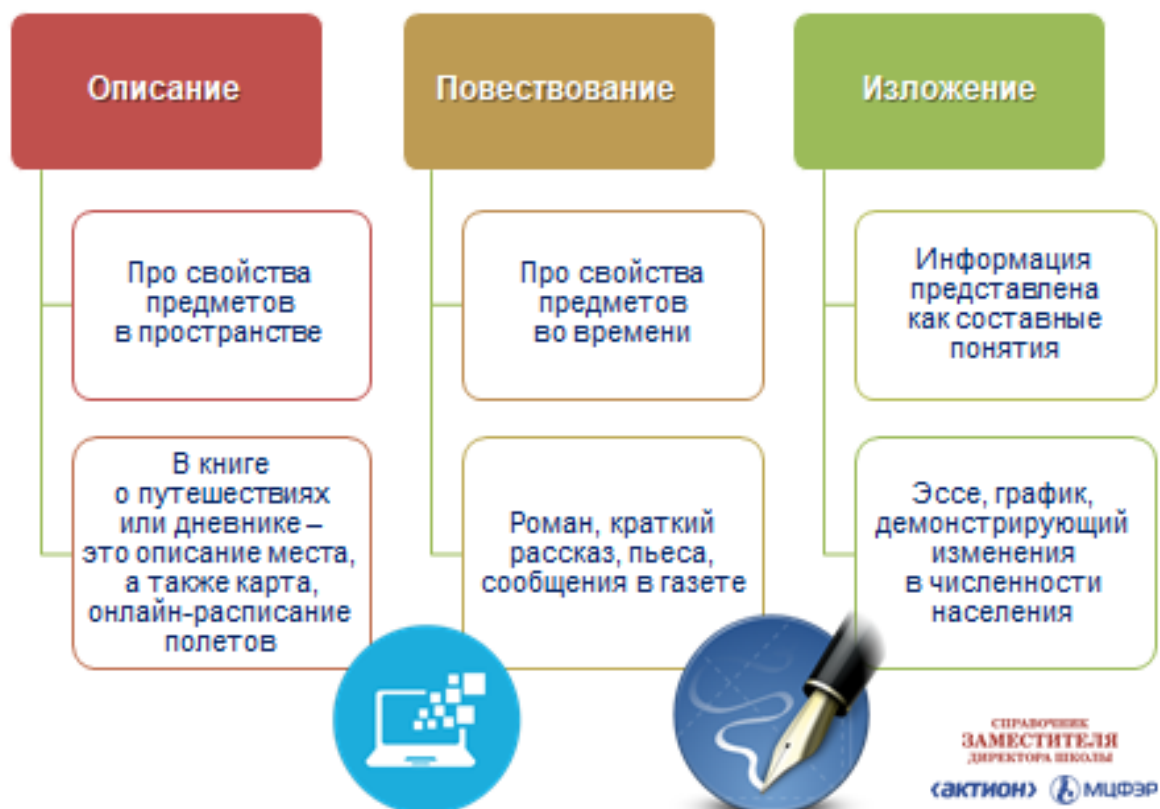 Описание
Повествование
Изложение
Про свойства
предметов
в пространстве
Про свойства
предметов
во времени
Информация
представлена
как составные
понятия
В книге
о путешествиях
или дневнике –
это описание места,
а также карта,
онлайн-расписание
полетов
Роман, краткий
рассказ, пьеса,
сообщения в газете
Эссе, график,
демонстрирующий
изменения
в численности
населения
СПРАВОЧНИК
ЗАМЕСТИТЕЛЯ
ДИРЕКТОРА ШКОЛЫ
‹актион› МЦФЭР